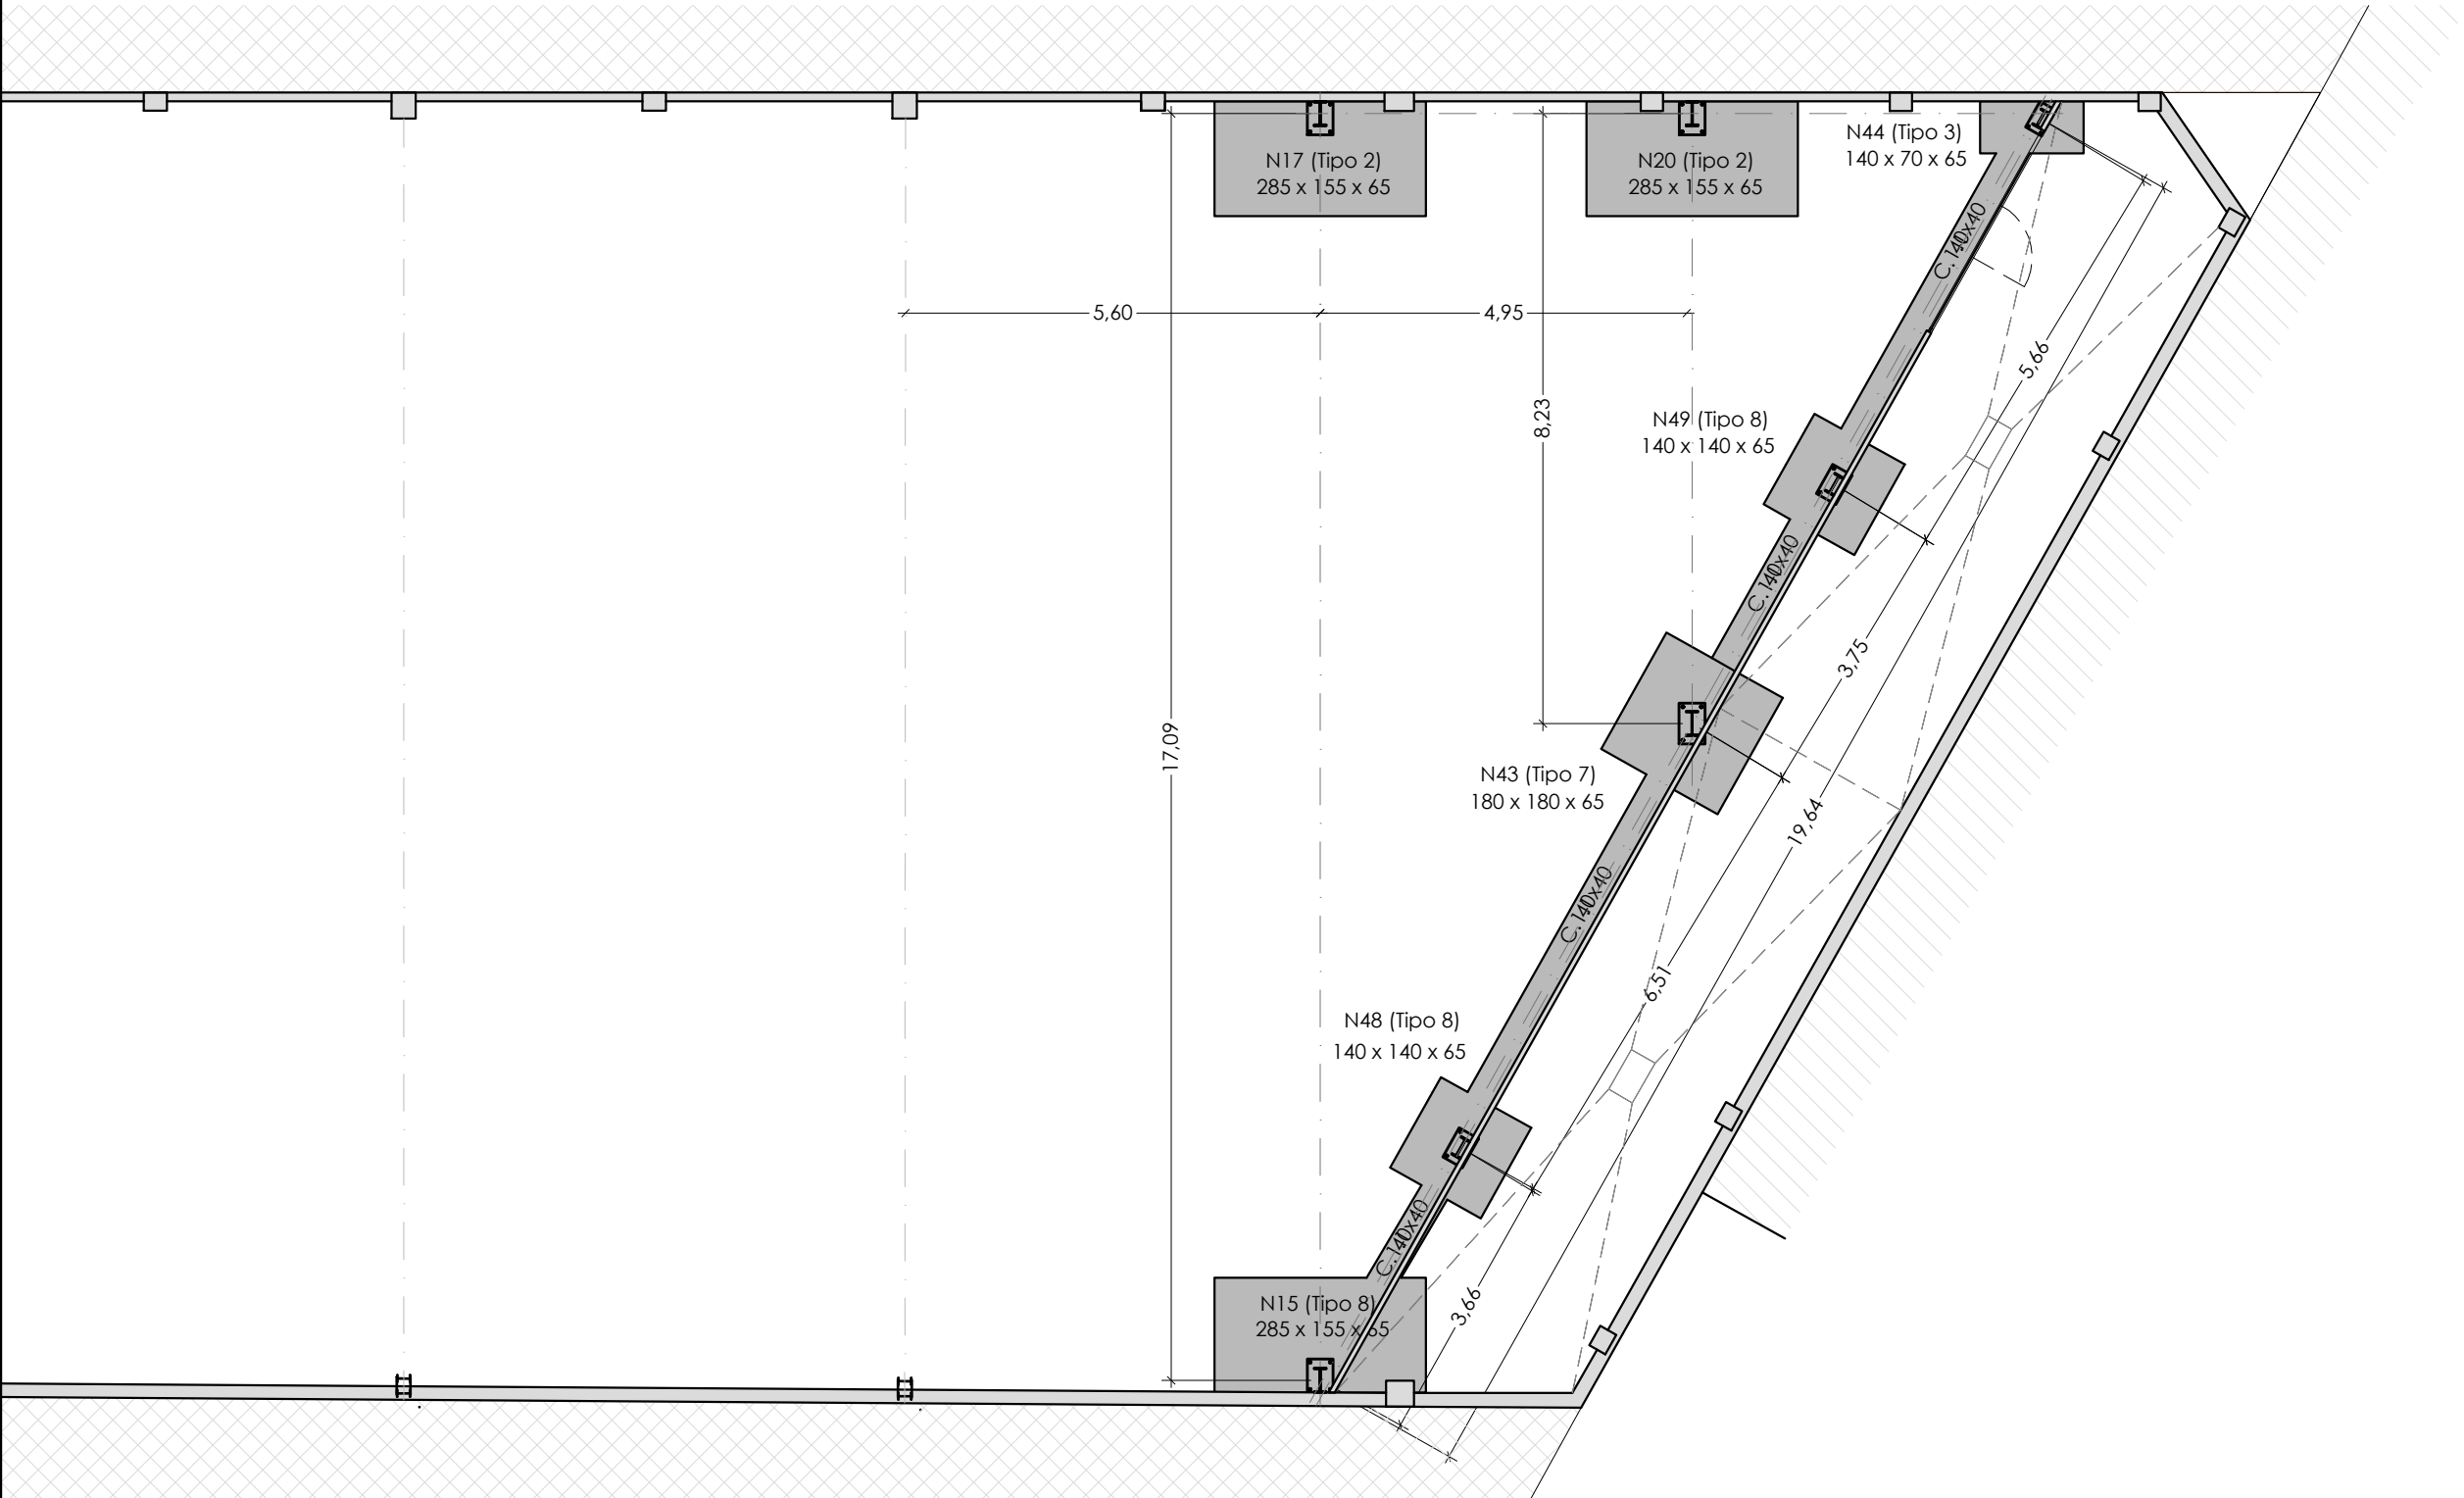 N44 (Tipo 3)
140 x 70 x 65
N17 (Tipo 2)
285 x 155 x 65
N20 (Tipo 2)
285 x 155 x 65
C. 140x40
5,60
4,95
5,66
8,23
N49 (Tipo 8)
140 x 140 x 65
C. 140x40
3,75
17,09
N43 (Tipo 7)
180 x 180 x 65
19,64
C. 140x40
6,51
N48 (Tipo 8)
140 x 140 x 65
C. 140x40
N15 (Tipo 8)
285 x 155 x 65
3,66